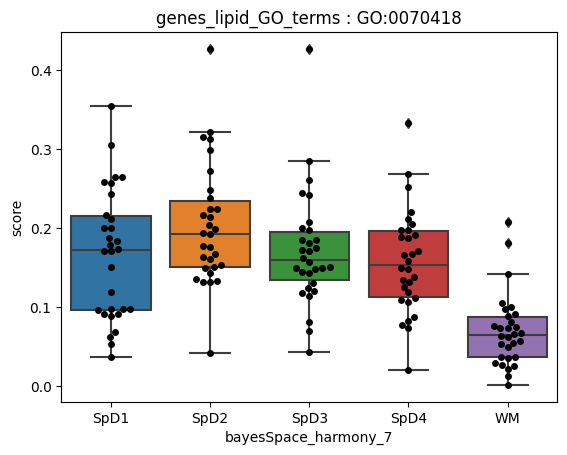 genes_lipid_GO_terms : GO:0070418
score
0.4
0.3
0.2
0.1
0.0
SpD1 SpD2 SpD3 SpD4 WM
bayesSpace_harmony_7